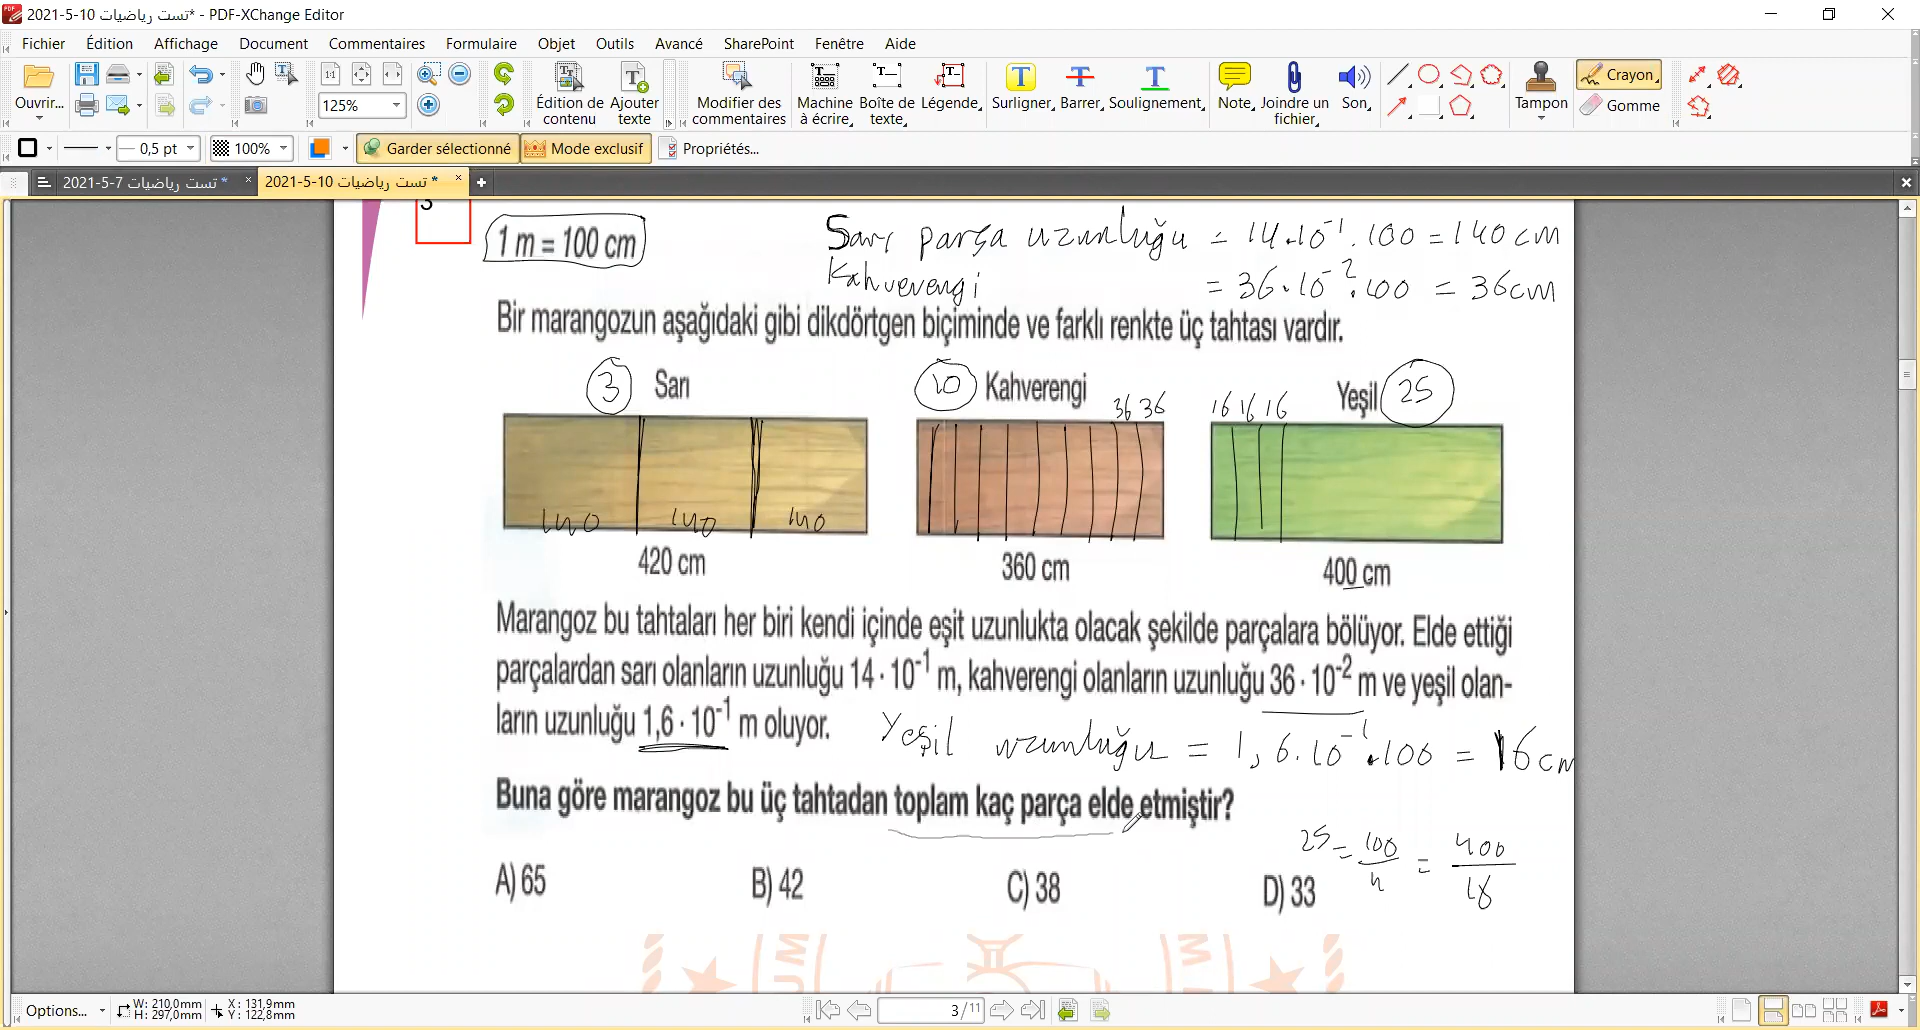 2021-5-10 تست رياضيات* - PDF-XChange Editor
Fichier Édition Affichage Document Commentaires Formulaire Objet Outils Avancé SharePoint Fenêtre Aide
Ouvrir... 125% Édition de contenu Ajouter texte Modifier des commentaires Machine à écrire Boîte de texte Légende Surligner Barrer Soulignement Note Joindre un fichier Son Tampon Crayon
Gomme
0,5 pt 100% Garder sélectionné Mode exclusif Propriétés...
2021-5-7 تست رياضيات * 2021-5-10 تست رياضيات *
3
1 m = 100 cm
Sarı parça uzunluğu = 14.10⁻¹.100 = 140 cm
Kahverengi = 36.10⁻².100 = 36cm
Bir marangozun aşağıdaki gibi dikdörtgen biçiminde ve farklı renkte üç tahtası vardır.
3 Sarı 10 Kahverengi Yeşil 25
36 36 16 16 16
140 140 140
420 cm 360 cm 400 cm
Marangoz bu tahtaları her biri kendi içinde eşit uzunlukta olacak şekilde parçalara bölüyor. Elde ettiği
parçalardan sarı olanların uzunluğu 14 · 10⁻¹ m, kahverengi olanların uzunluğu 36 · 10⁻² m ve yeşil olan-
ların uzunluğu 1,6 · 10⁻¹ m oluyor.
Yeşil uzunluğu = 1,6.10⁻¹.100 = 16 cm
Buna göre marangoz bu üç tahtadan toplam kaç parça elde etmiştir?
25 = 100/4 = 400/16
A) 65 B) 42 C) 38 D) 33
Options... W: 210,0mm H: 297,0mm X: 131,9mm Y: 122,8mm 3 / 11